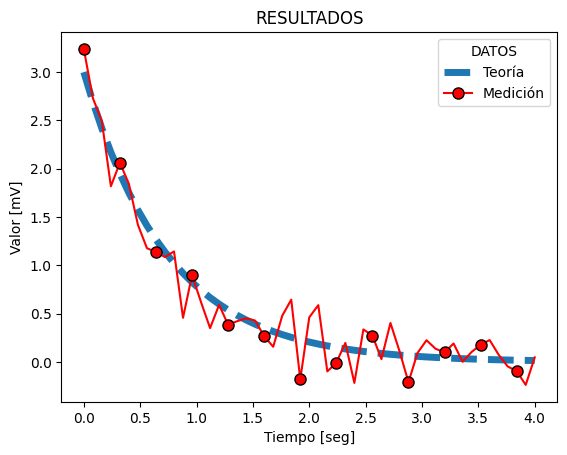 RESULTADOS
DATOS
Teoría
Medición
Valor [mV]
3.0
2.5
2.0
1.5
1.0
0.5
0.0
0.0 0.5 1.0 1.5 2.0 2.5 3.0 3.5 4.0
Tiempo [seg]